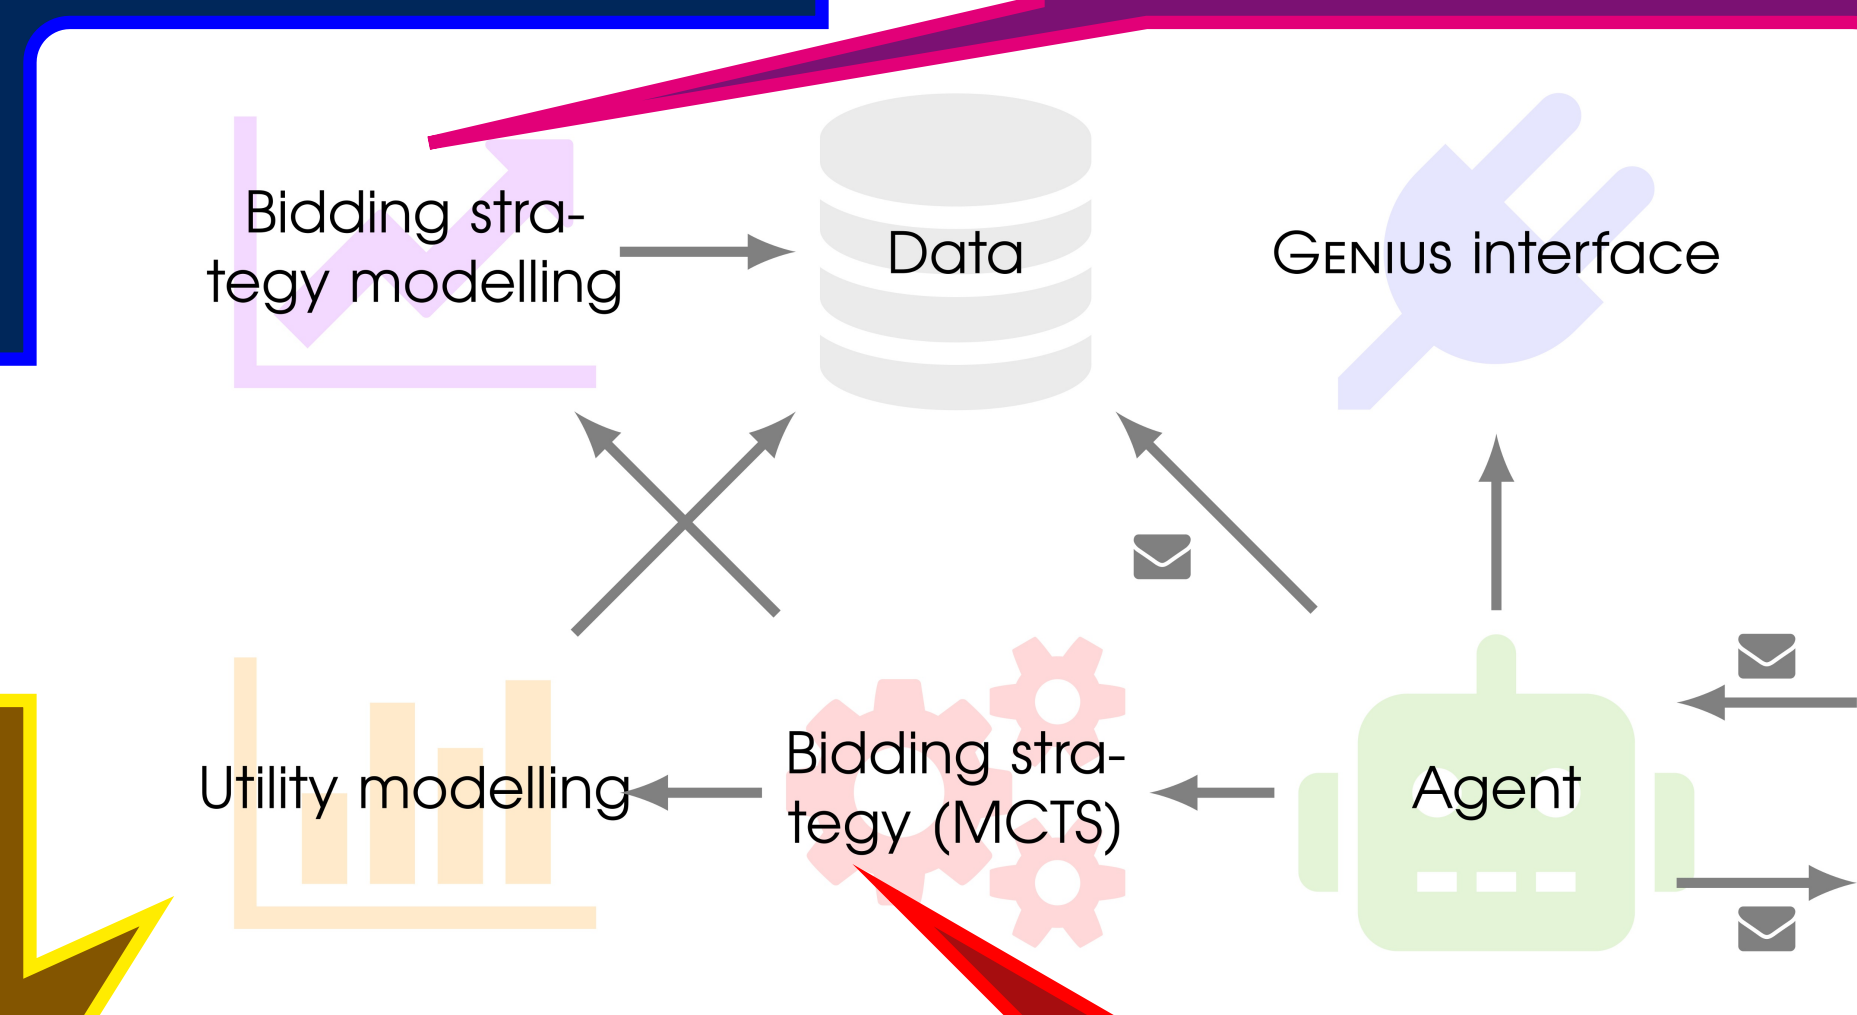 Bidding stra-
tegy modelling
Data
GENIUS interface
Utility modelling
Bidding stra-
tegy (MCTS)
Agent